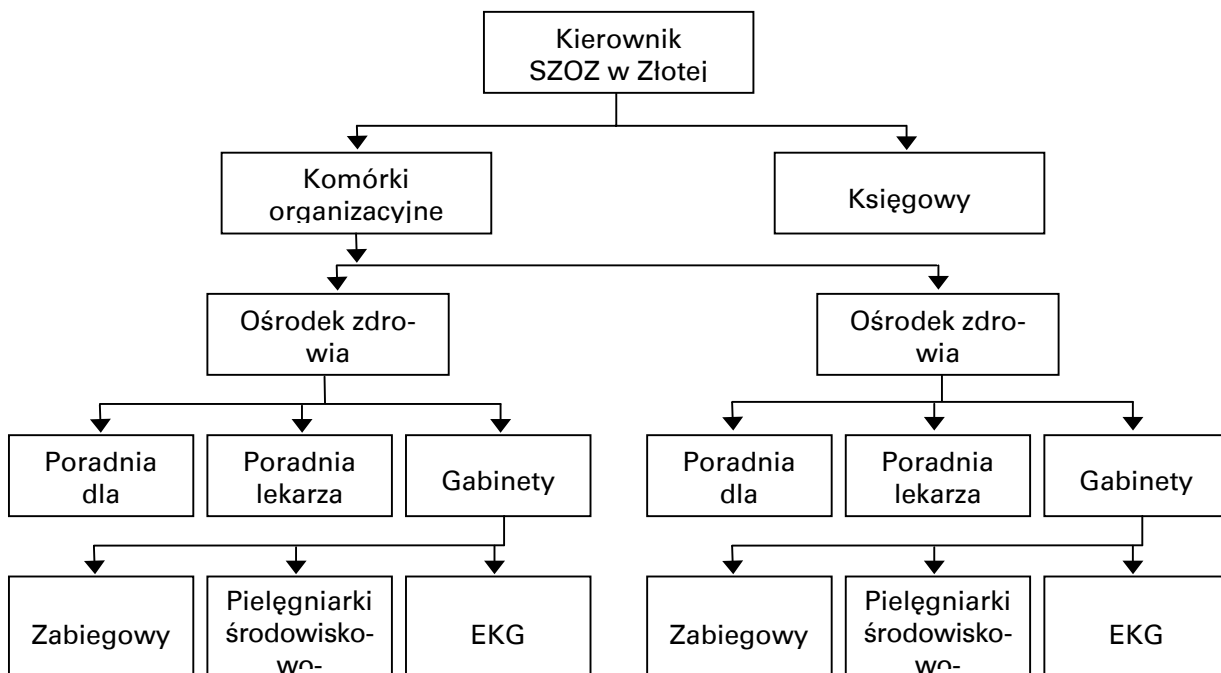 Kierownik
SZOZ w Złotej
Komórki
organizacyjne
Księgowy
Ośrodek zdro-
wia
Ośrodek zdro-
wia
Poradnia
dla
Poradnia
lekarza
Gabinety
Poradnia
dla
Poradnia
lekarza
Gabinety
Zabiegowy
Pielęgniarki
środowisko-
wo-
EKG
Zabiegowy
Pielęgniarki
środowisko-
wo-
EKG